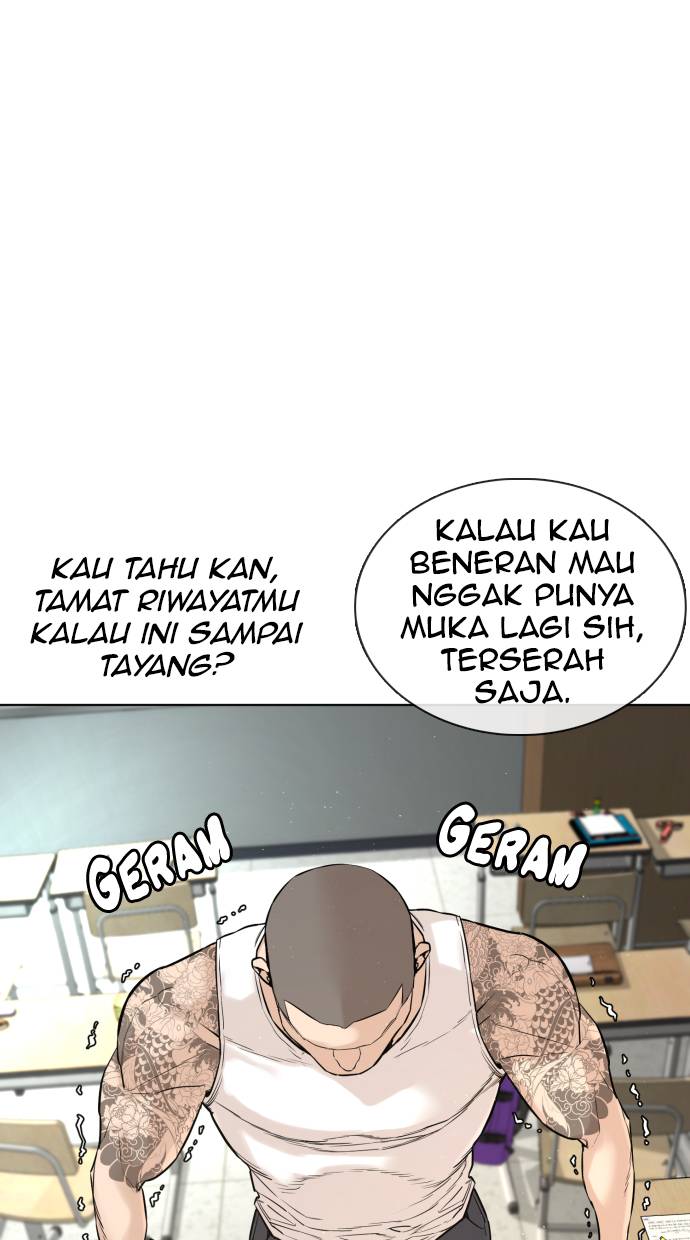 KALAU KAU
BENERAN MAU
NGGAK PUNYA
MUKA LAGI SIH,
TERSERAH
SAJA.
KAU TAHU KAN,
TAMAT RIWAYATMU
KALAU INI SAMPAI
TAYANG?
GERAM
GERAM